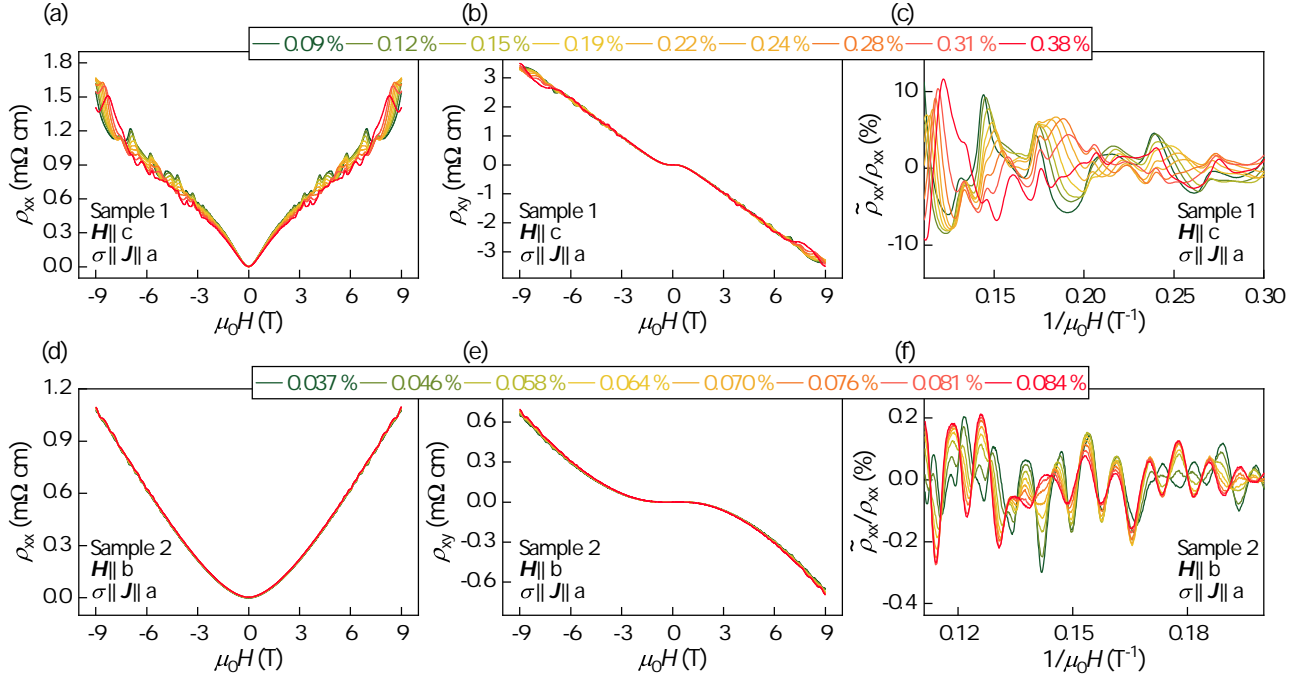 (a)
(b)
(c)
0.09 % 0.12 % 0.15 % 0.19 % 0.22 % 0.24 % 0.28 % 0.31 % 0.38 %
1.8
1.5
1.2
0.9
0.6
0.3
0.0
ρxx (mΩ cm)
Sample 1
H || c
σ || J || a
-9 -6 -3 0 3 6 9
μ0H (T)
3
2
1
0
-1
-2
-3
ρxy (mΩ cm)
Sample 1
H || c
σ || J || a
-9 -6 -3 0 3 6 9
μ0H (T)
10
0
-10
ρ̃xx/ρxx (%)
Sample 1
H || c
σ || J || a
0.15 0.20 0.25 0.30
1/μ0H (T-1)
(d)
(e)
(f)
0.037 % 0.046 % 0.058 % 0.064 % 0.070 % 0.076 % 0.081 % 0.084 %
1.2
0.9
0.6
0.3
0.0
ρxx (mΩ cm)
Sample 2
H || b
σ || J || a
-9 -6 -3 0 3 6 9
μ0H (T)
0.6
0.3
0.0
-0.3
-0.6
ρxy (mΩ cm)
Sample 2
H || b
σ || J || a
-9 -6 -3 0 3 6 9
μ0H (T)
0.2
0.0
-0.2
-0.4
ρ̃xx/ρxx (%)
Sample 2
H || b
σ || J || a
0.12 0.15 0.18
1/μ0H (T-1)